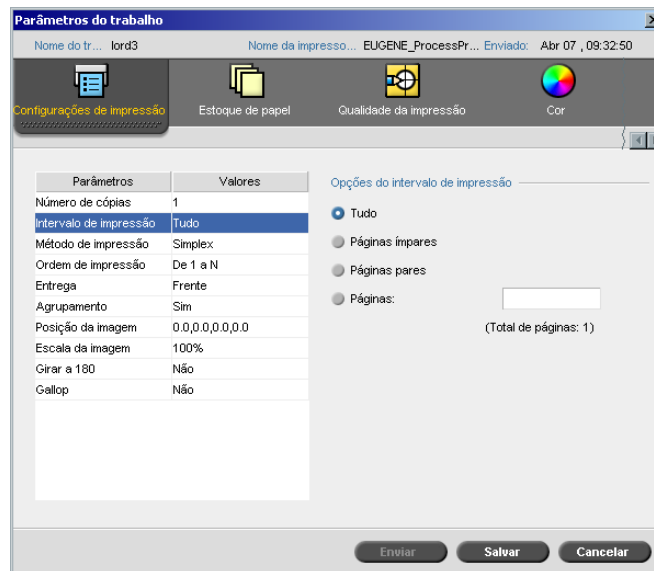 Parâmetros do trabalho
Nome do tr... lord3 Nome da impresso... EUGENE_ProcessPr... Enviado: Abr 07 , 09:32:50
Configurações de impressão Estoque de papel Qualidade da impressão Cor
Parâmetros Valores
Número de cópias 1
Intervalo de impressão Tudo
Método de impressão Simplex
Ordem de impressão De 1 a N
Entrega Frente
Agrupamento Sim
Posição da imagem 0.0,0.0,0.0,0.0
Escala da imagem 100%
Girar a 180 Não
Gallop Não
Opções do intervalo de impressão
Tudo
Páginas ímpares
Páginas pares
Páginas:
(Total de páginas: 1)
Enviar Salvar Cancelar